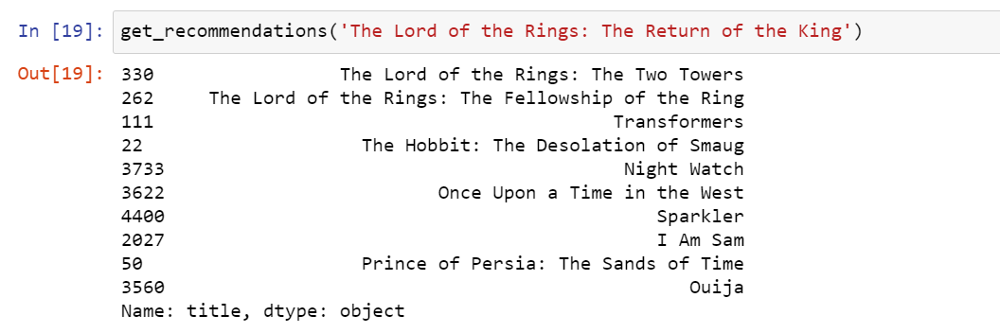 In [19]: get_recommendations('The Lord of the Rings: The Return of the King')
Out[19]: 330 The Lord of the Rings: The Two Towers
262 The Lord of the Rings: The Fellowship of the Ring
111 Transformers
22 The Hobbit: The Desolation of Smaug
3733 Night Watch
3622 Once Upon a Time in the West
4400 Sparkler
2027 I Am Sam
50 Prince of Persia: The Sands of Time
3560 Ouija
Name: title, dtype: object